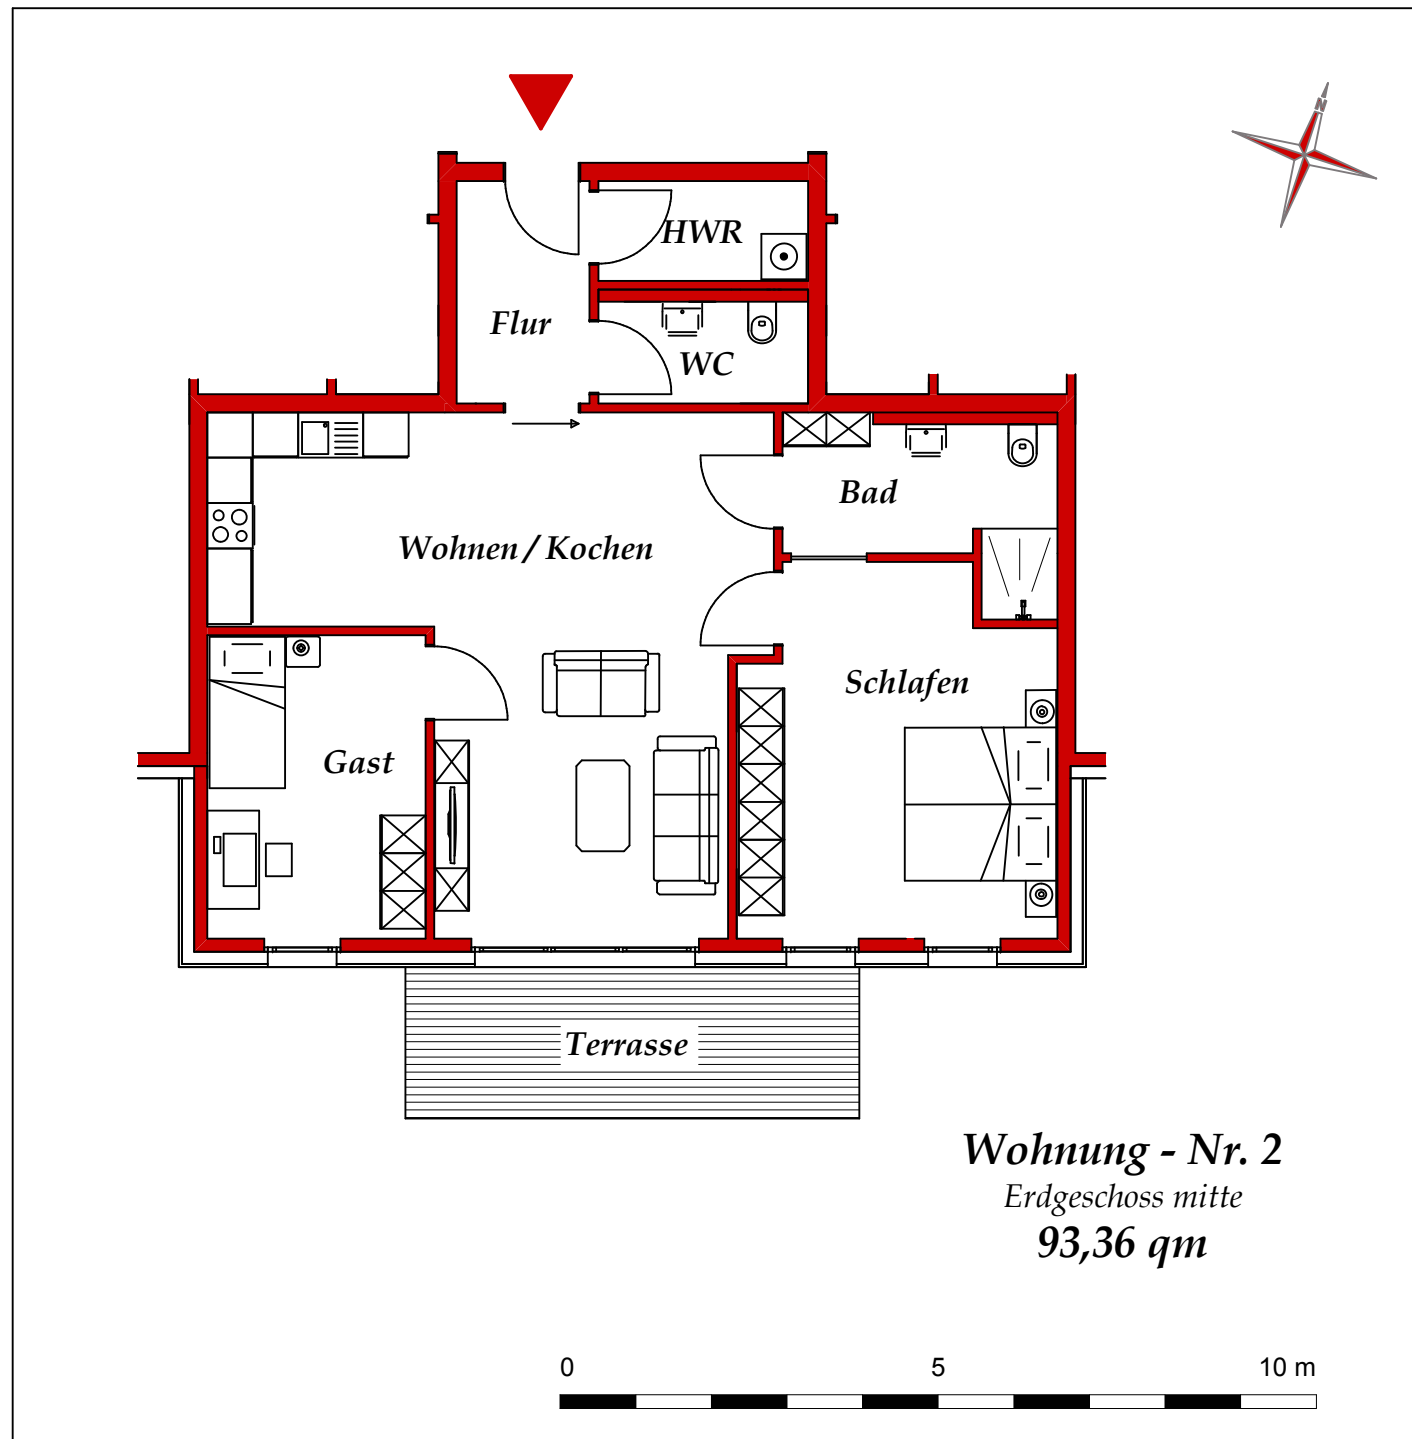 N
HWR
Flur
WC
Bad
Wohnen / Kochen
Schlafen
Gast
Terrasse
Wohnung - Nr. 2
Erdgeschoss mitte
93,36 qm
0 5 10 m